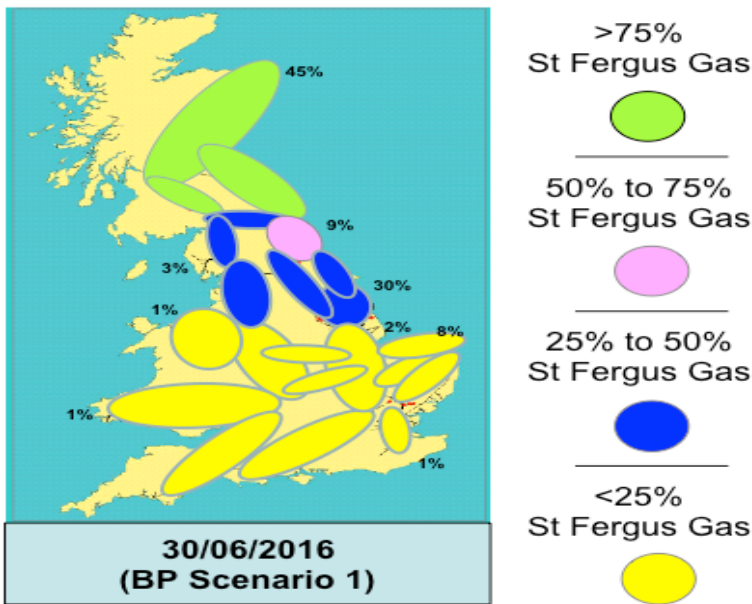 45%
9%
3%
30%
1%
2%
8%
1%
1%
30/06/2016
(BP Scenario 1)
>75%
St Fergus Gas
50% to 75%
St Fergus Gas
25% to 50%
St Fergus Gas
<25%
St Fergus Gas